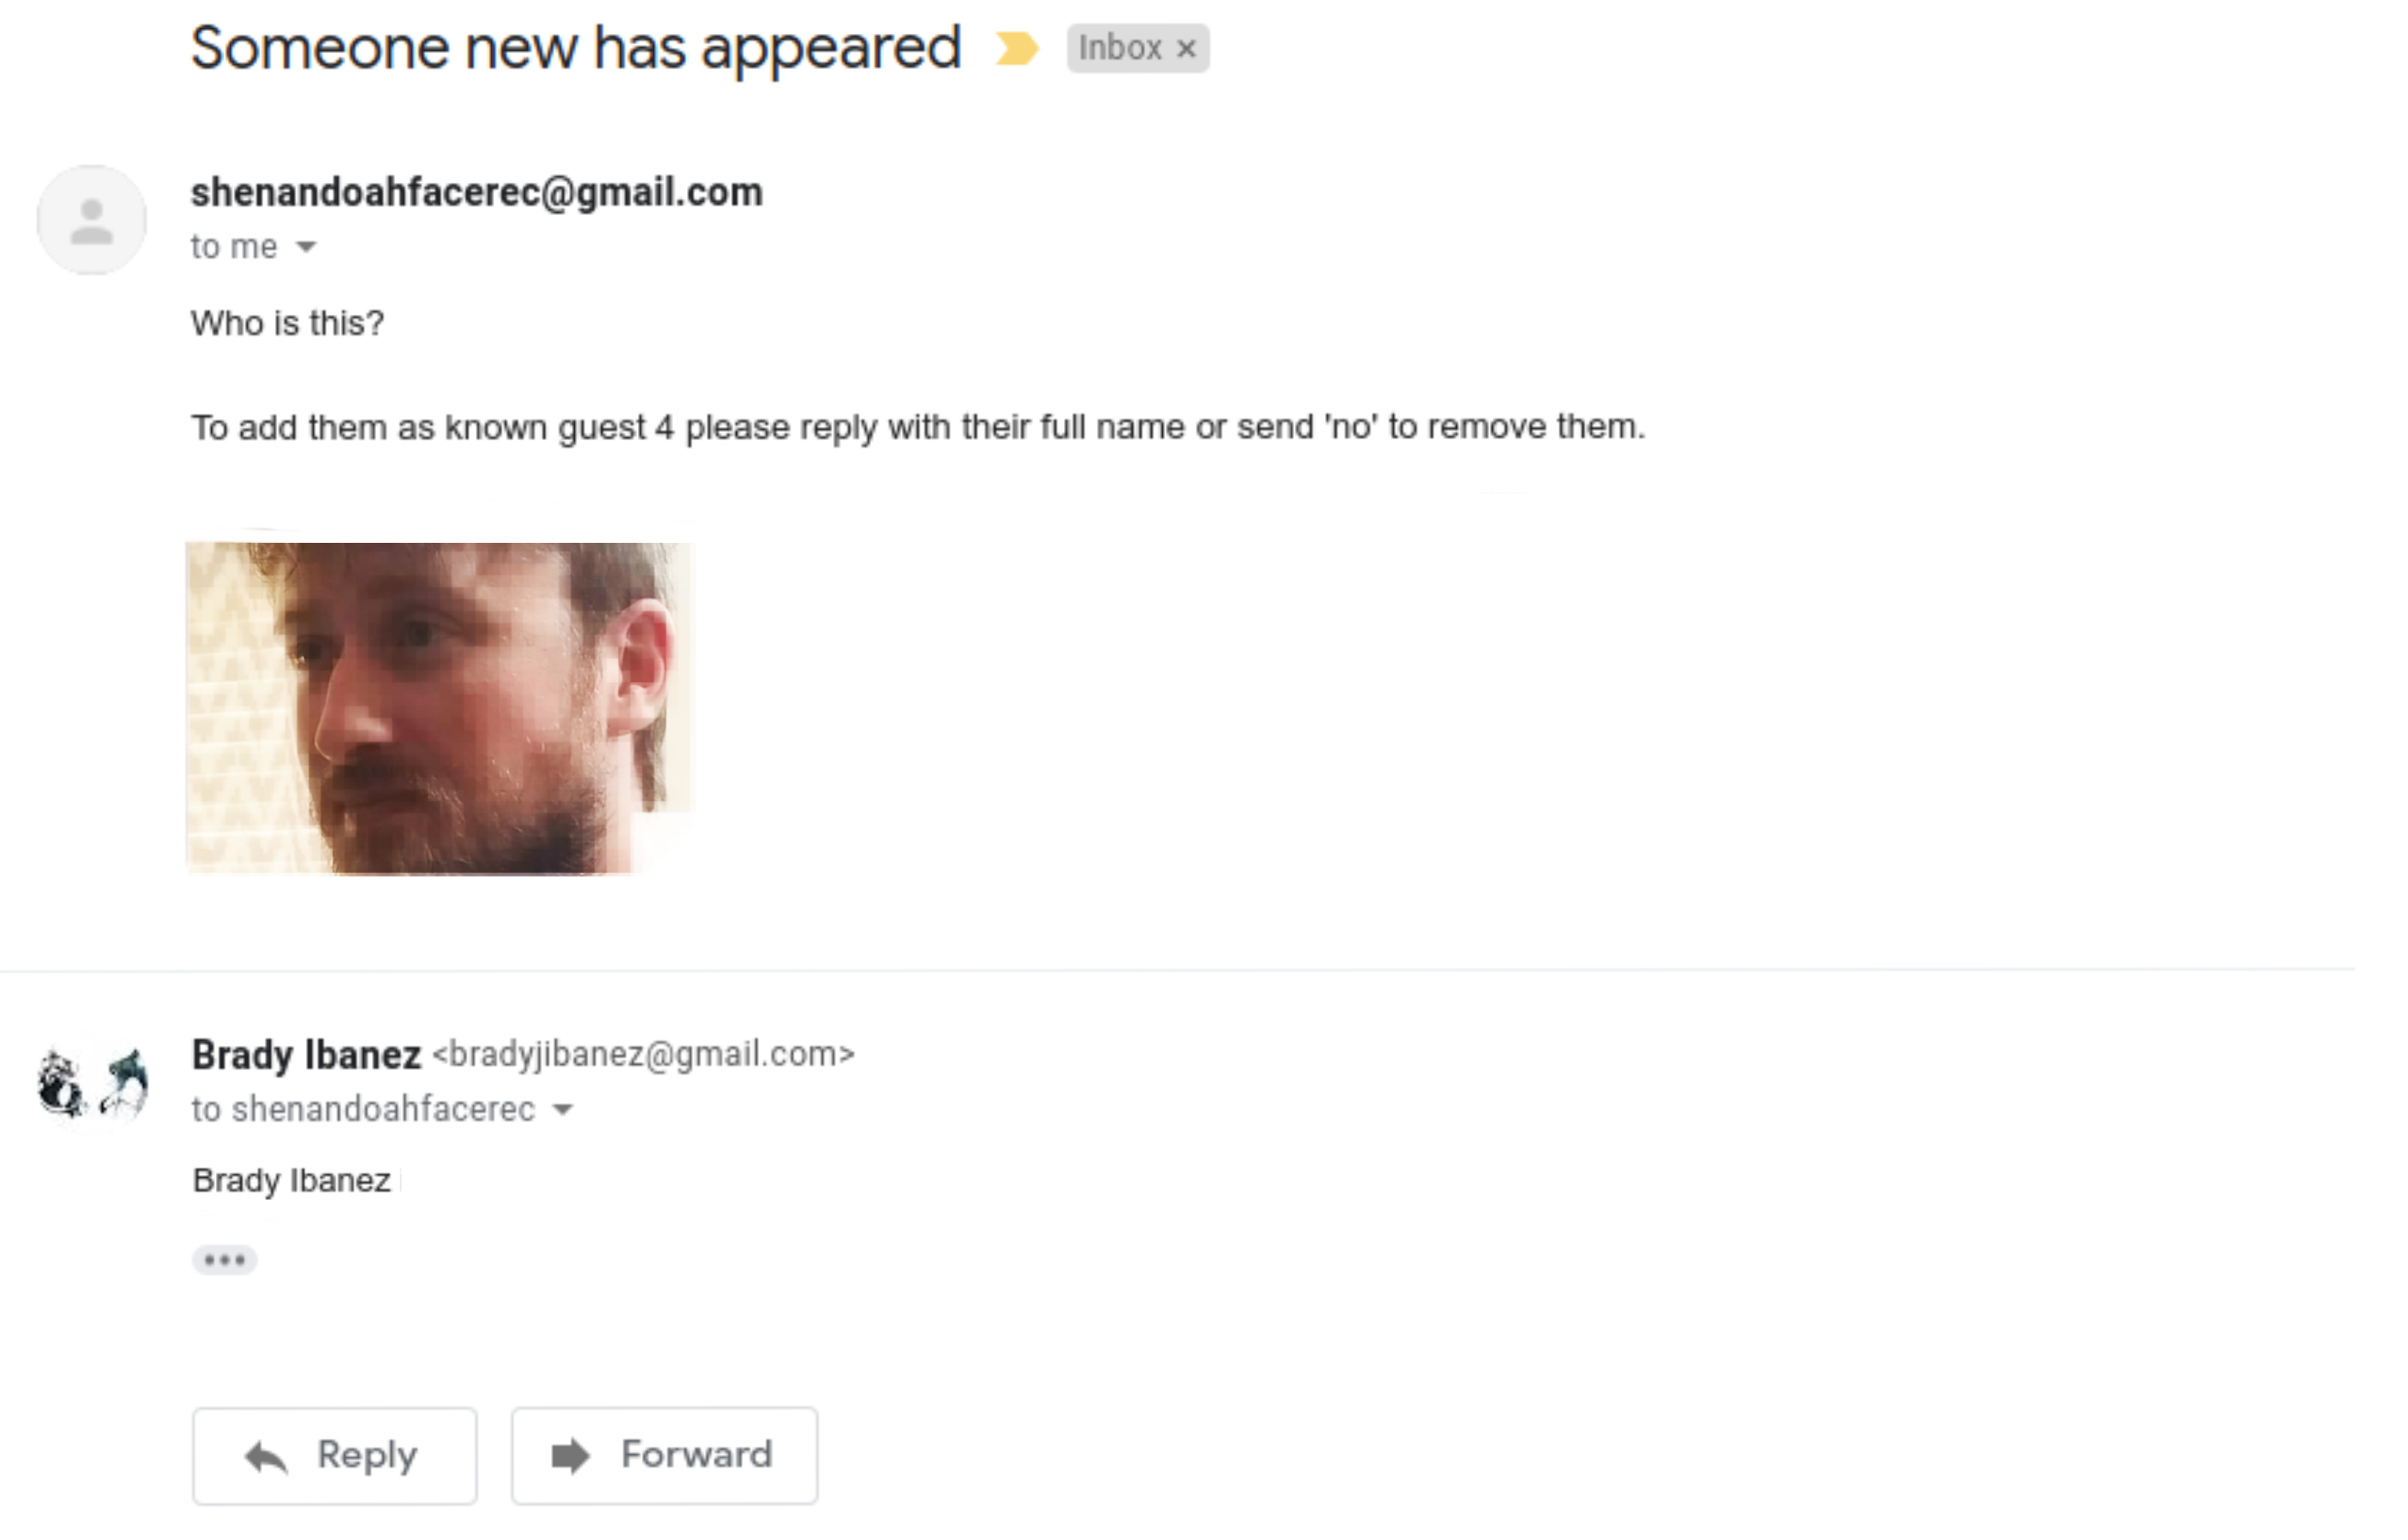 Someone new has appeared Inbox ×
shenandoahfacerec@gmail.com
to me
Who is this?
To add them as known guest 4 please reply with their full name or send 'no' to remove them.
Brady Ibanez <bradyjibanez@gmail.com>
to shenandoahfacerec
Brady Ibanez
Reply Forward